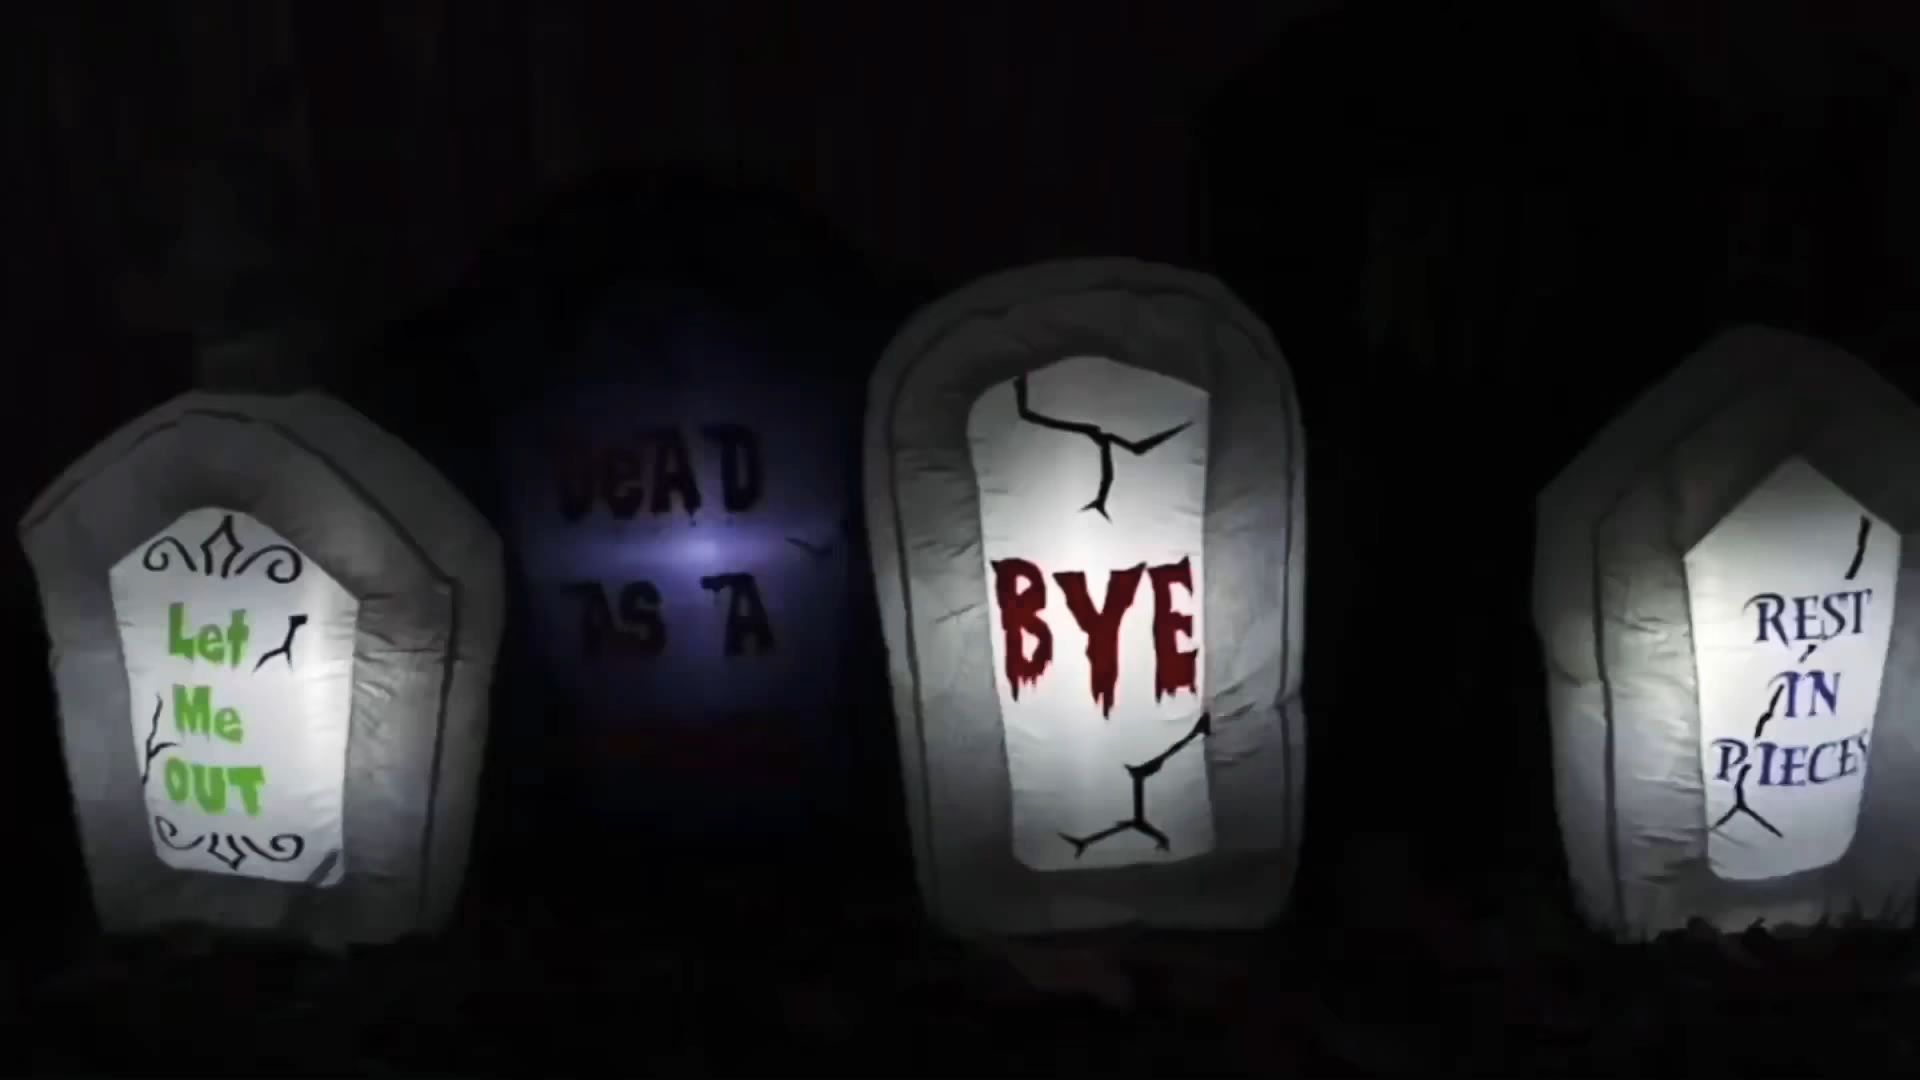 Let
Me
OUT
DeAD
AS A
BYE
REST
IN
PIECES